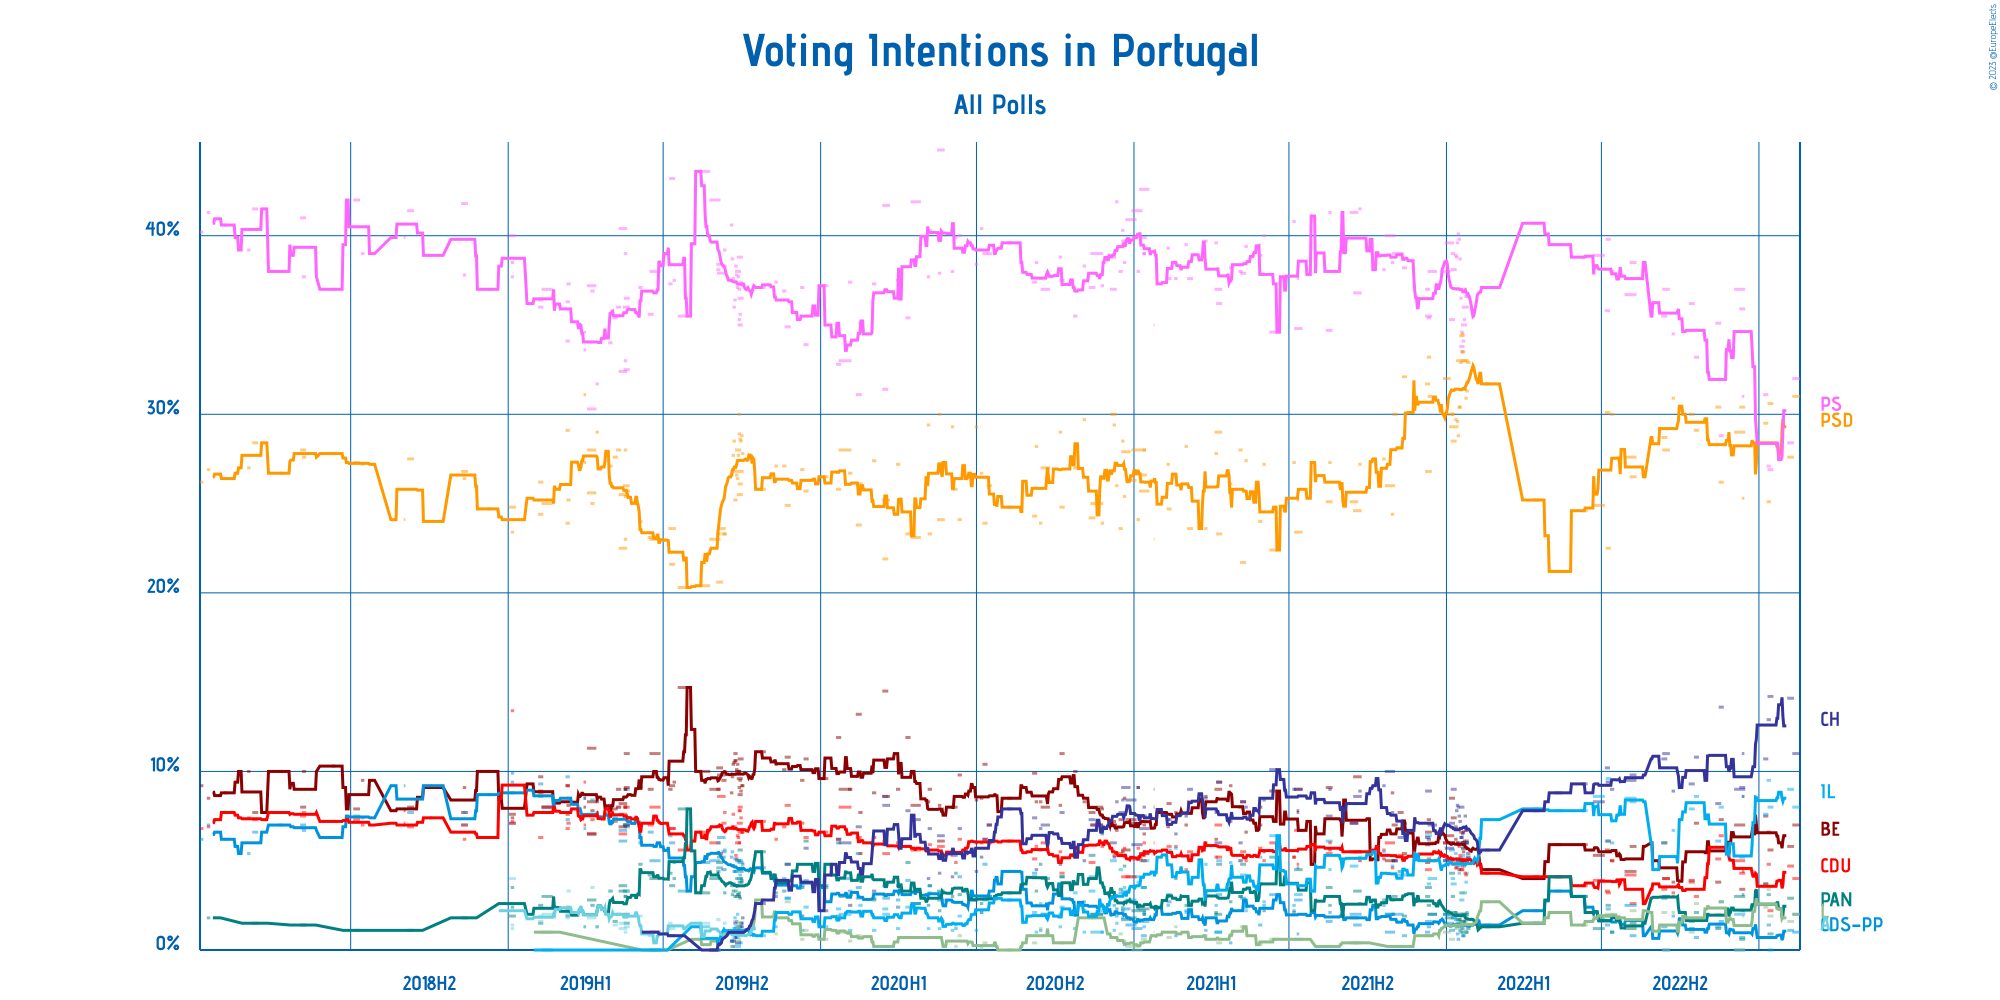 © 2023 @EuropeElects
Voting Intentions in Portugal
All Polls
40%
30%
20%
10%
0%
PS
PSD
CH
IL
BE
CDU
PAN
CDS-PP
2018H2
2019H1
2019H2
2020H1
2020H2
2021H1
2021H2
2022H1
2022H2